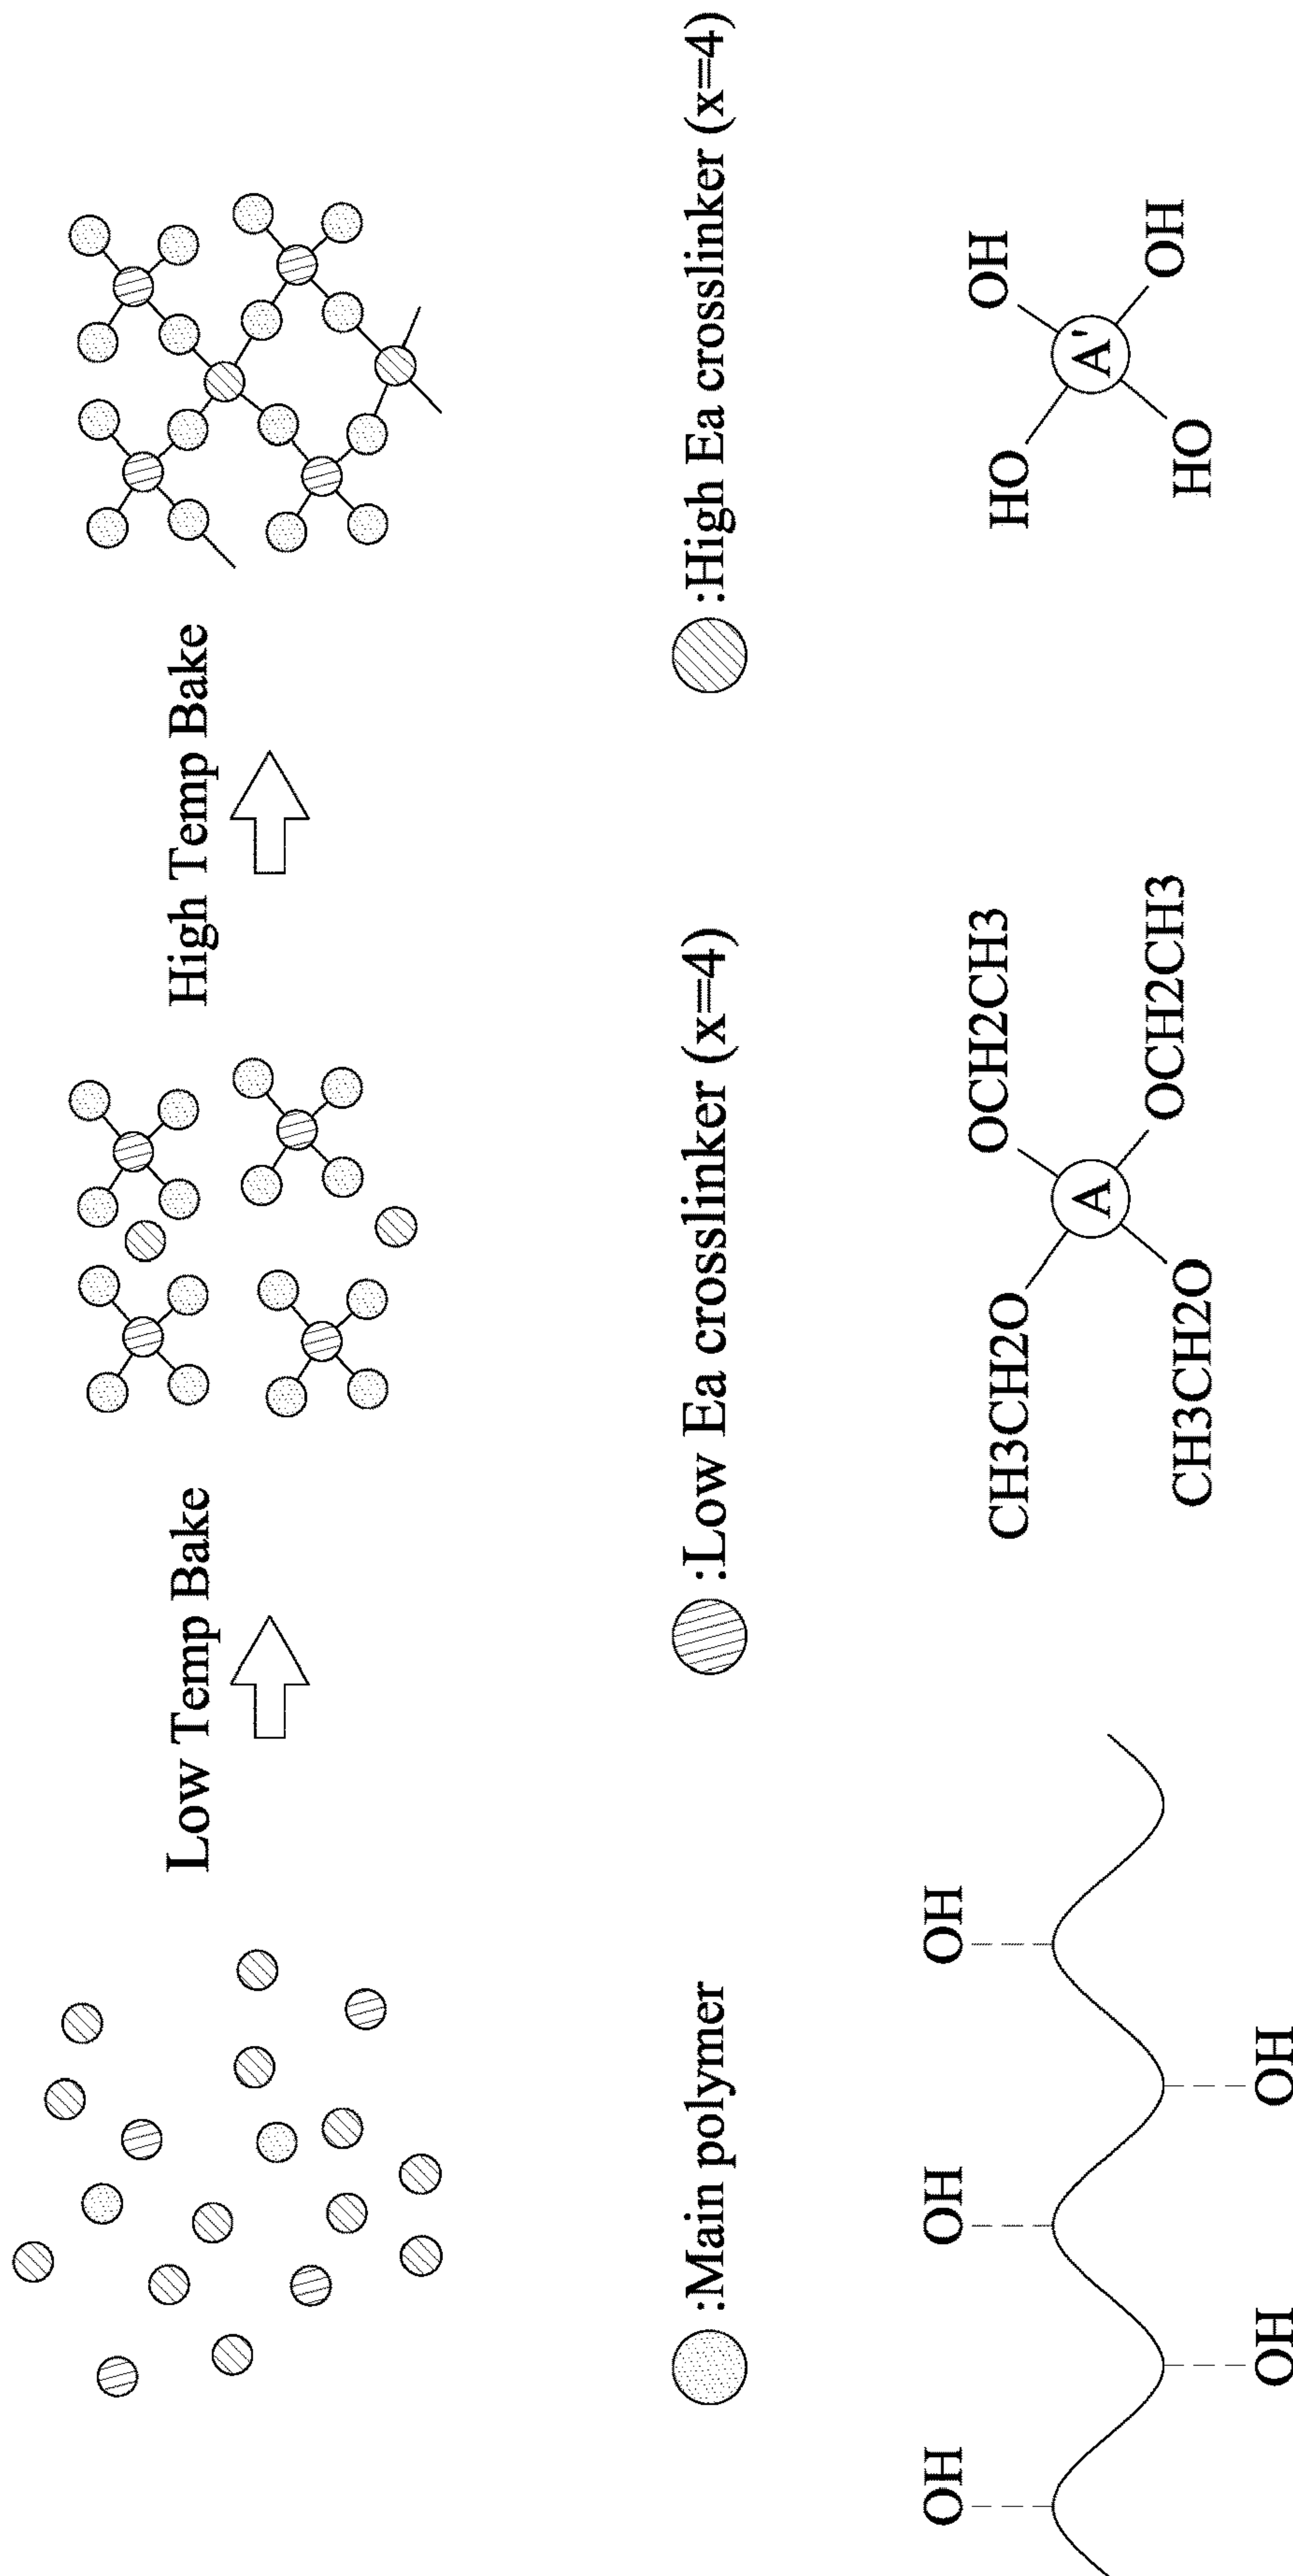 Low Temp Bake
High Temp Bake
:Main polymer
:Low Ea crosslinker (x=4)
:High Ea crosslinker (x=4)
OH
OH
OH
OH
OH
CH3CH2O
OCH2CH3
A
CH3CH2O
OCH2CH3
HO
OH
A'
HO
OH